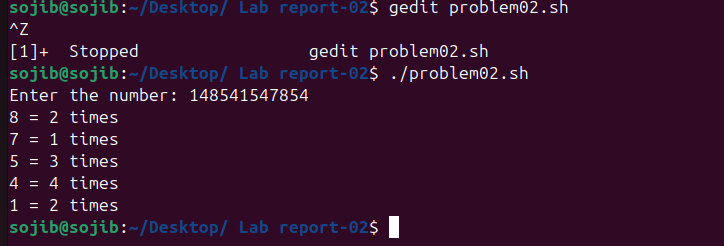 sojib@sojib:~/Desktop/ Lab report-02$ gedit problem02.sh
^Z
[1]+  Stopped                 gedit problem02.sh
sojib@sojib:~/Desktop/ Lab report-02$ ./problem02.sh
Enter the number: 148541547854
8 = 2 times
7 = 1 times
5 = 3 times
4 = 4 times
1 = 2 times
sojib@sojib:~/Desktop/ Lab report-02$